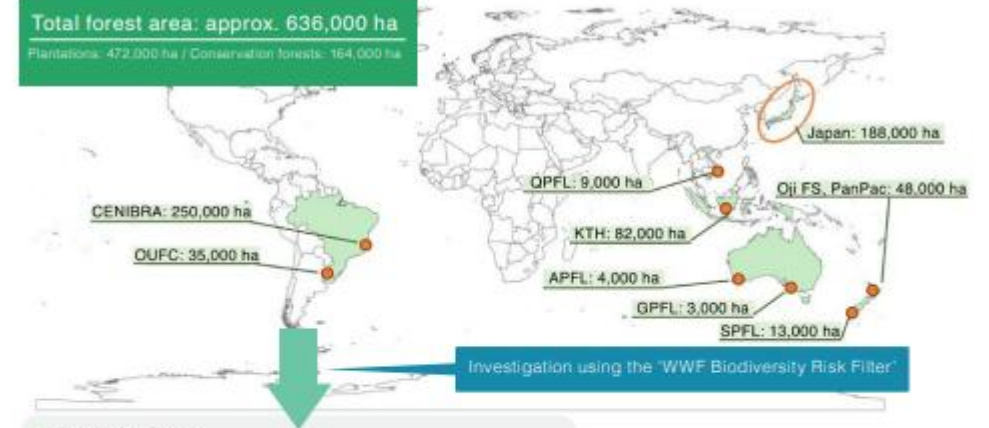 Total forest area: approx. 636,000 ha
Plantations: 472,000 ha / Conservation forests: 164,000 ha
Japan: 188,000 ha
QPFL: 9,000 ha
Oji FS, PanPac: 48,000 ha
CENIBRA: 250,000 ha
KTH: 82,000 ha
OUFC: 35,000 ha
APFL: 4,000 ha
GPFL: 3,000 ha
SPFL: 13,000 ha
Investigation using the "WWF Biodiversity Risk Filter"